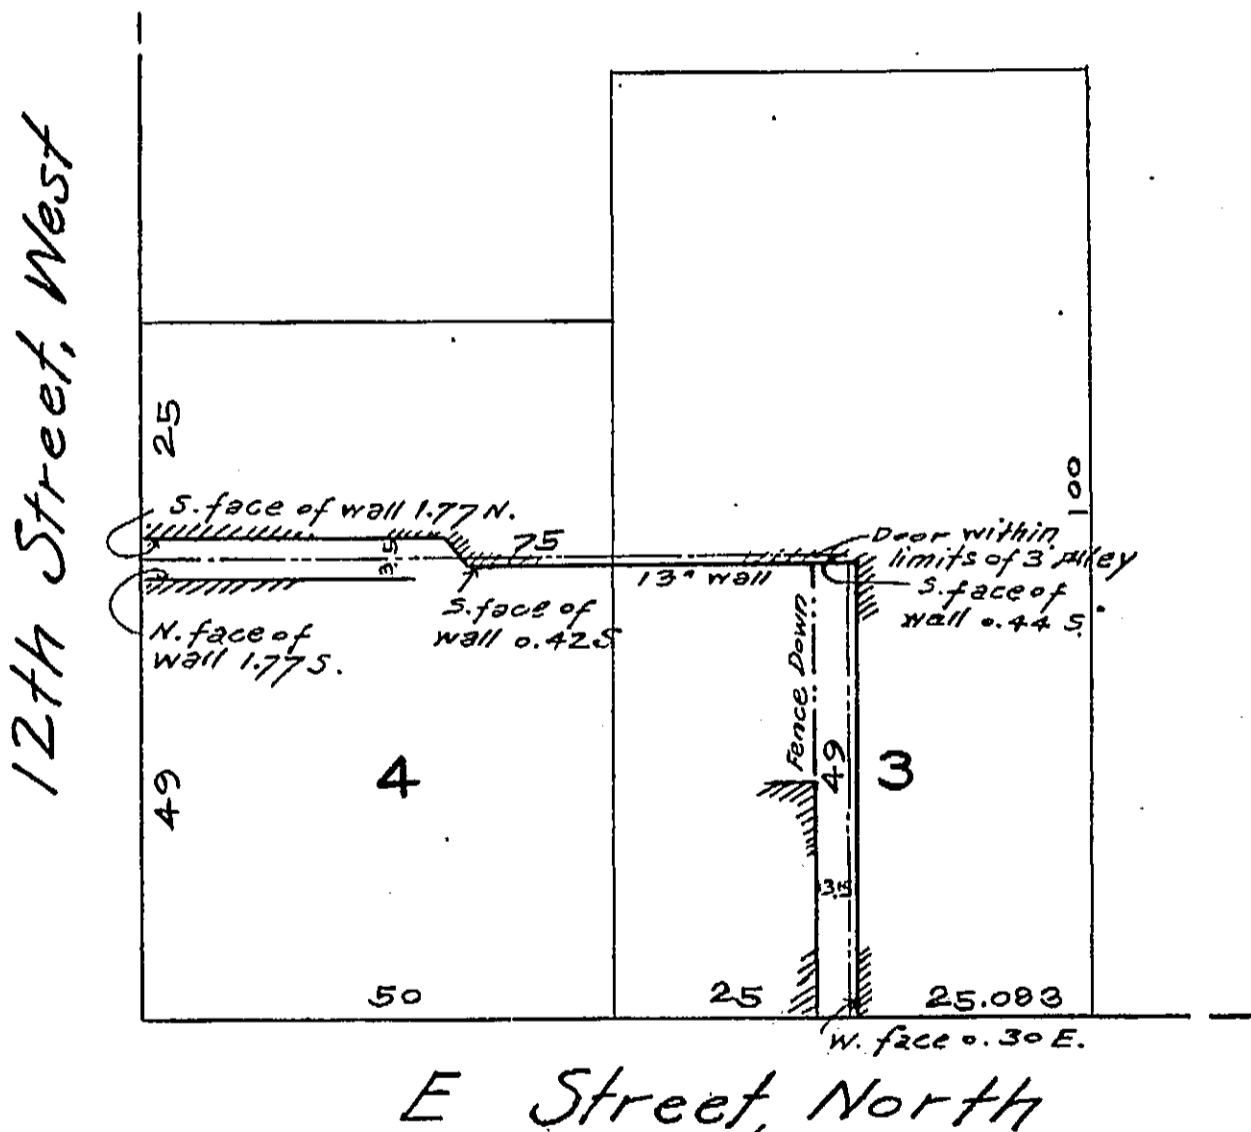 12th Street, West
25
100
S. face of wall 1.77 N.
75
Door within
limits of 3' Alley
3.5
13" wall
S. face of
wall 0.42 S
S. face of
wall 0.44 S.
N. face of
wall 1.77 S.
Fence Down
49
4
49
3
50
25
25.083
W. face 0.30 E.
E Street, North